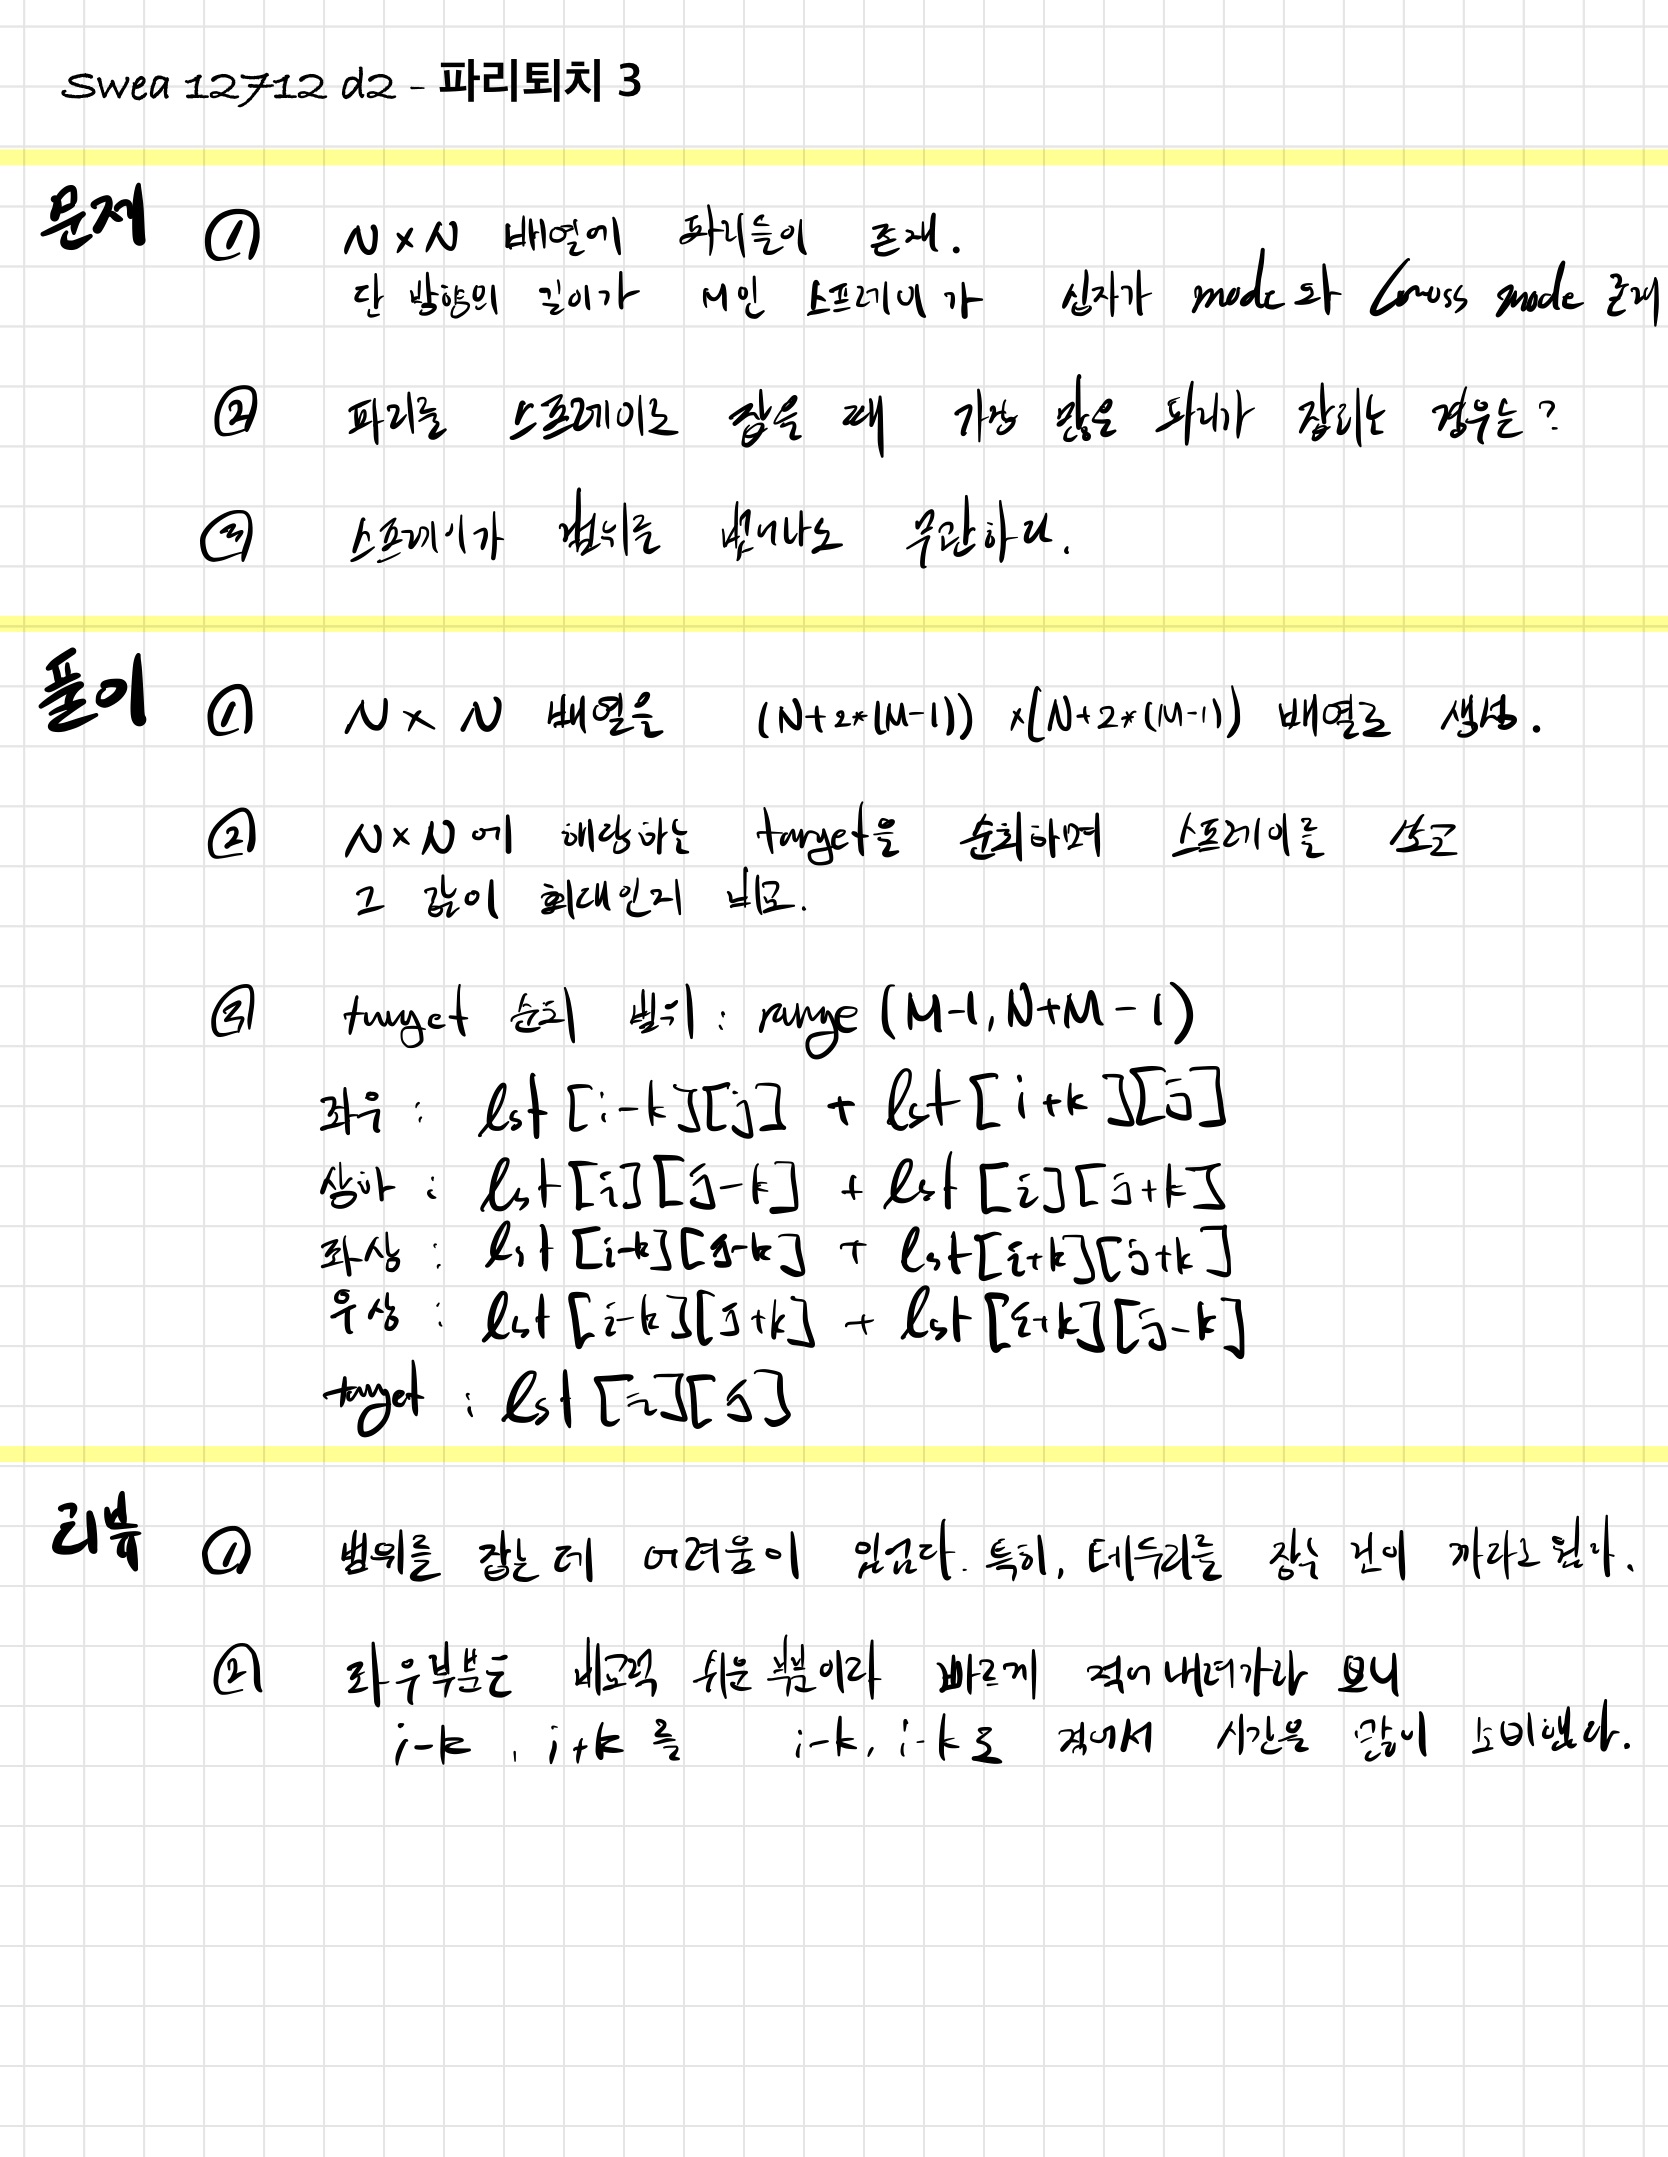 Swea 12712 d2 - 파리퇴치 3
문제 ① N x N 배열에 파리들이 존재.
단 방향의 길이가 M인 스프레이가 십자가 mode와 Cross mode 존재
② 파리를 스프레이로 잡을 때 가장 많은 파리가 잡히는 경우는?
③ 스프레이가 범위를 벗어나도 무관하다.
풀이 ① N x N 배열을 (N+2*(M-1)) x (N+2*(M-1)) 배열로 생성.
② N x N에 해당하는 target을 순회하며 스프레이를 쏘고
그 값이 최대인지 비교.
③ target 순회 범위 : range (M-1, N+M-1)
좌우 : lst[i-k][j] + lst[i+k][j]
상하 : lst[i][j-k] + lst[i][j+k]
좌상 : lst[i-k][j-k] + lst[i+k][j+k]
우상 : lst[i-k][j+k] + lst[i+k][j-k]
target : lst[i][j]
리뷰 ① 범위를 잡는데 어려움이 있었다. 특히, 테두리를 장수 건이 까다로웠다.
② 좌우부분도 비교적 쉬운 부분이라 빠르게 적어내려가라 보니
i-k, i+k를 i-k, i-k로 적어서 시간을 많이 소비했다.